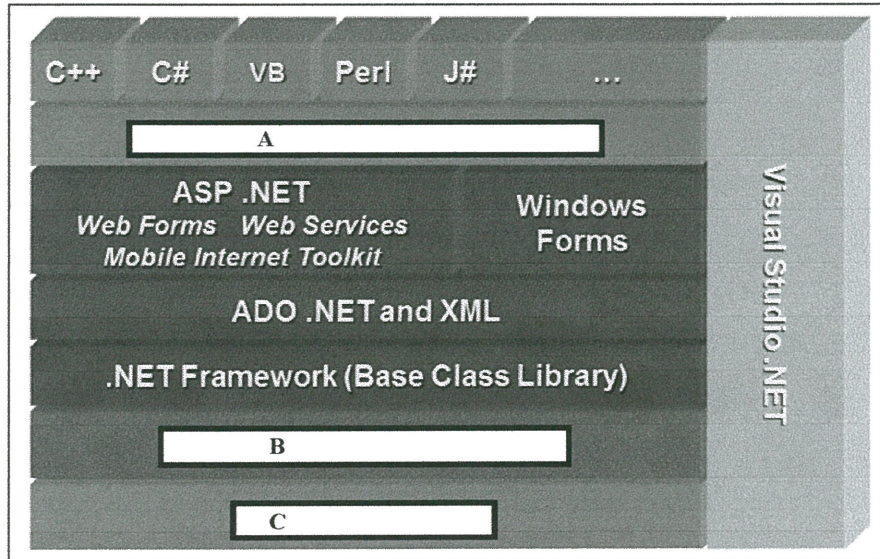 C++ C# VB Perl J# ...
A
ASP .NET
Web Forms Web Services
Mobile Internet Toolkit
Windows
Forms
ADO .NET and XML
.NET Framework (Base Class Library)
B
C
Visual Studio.NET